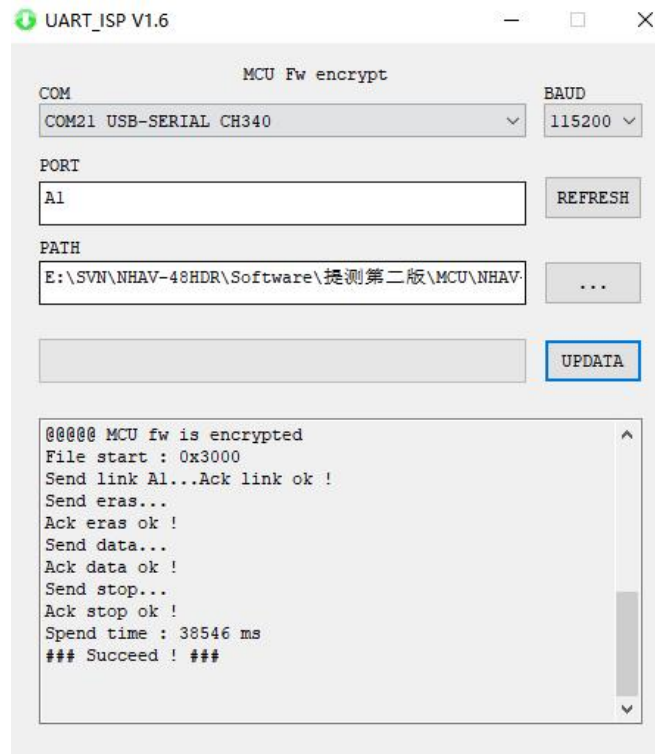 UART_ISP V1.6
MCU Fw encrypt
COM
BAUD
COM21 USB-SERIAL CH340
115200
PORT
A1
REFRESH
PATH
E:\SVN\NHAV-48HDR\Software\提测第二版\MCU\NHAV-
...
UPDATA
@@@@@ MCU fw is encrypted
File start : 0x3000
Send link A1...Ack link ok !
Send eras...
Ack eras ok !
Send data...
Ack data ok !
Send stop...
Ack stop ok !
Spend time : 38546 ms
### Succeed ! ###